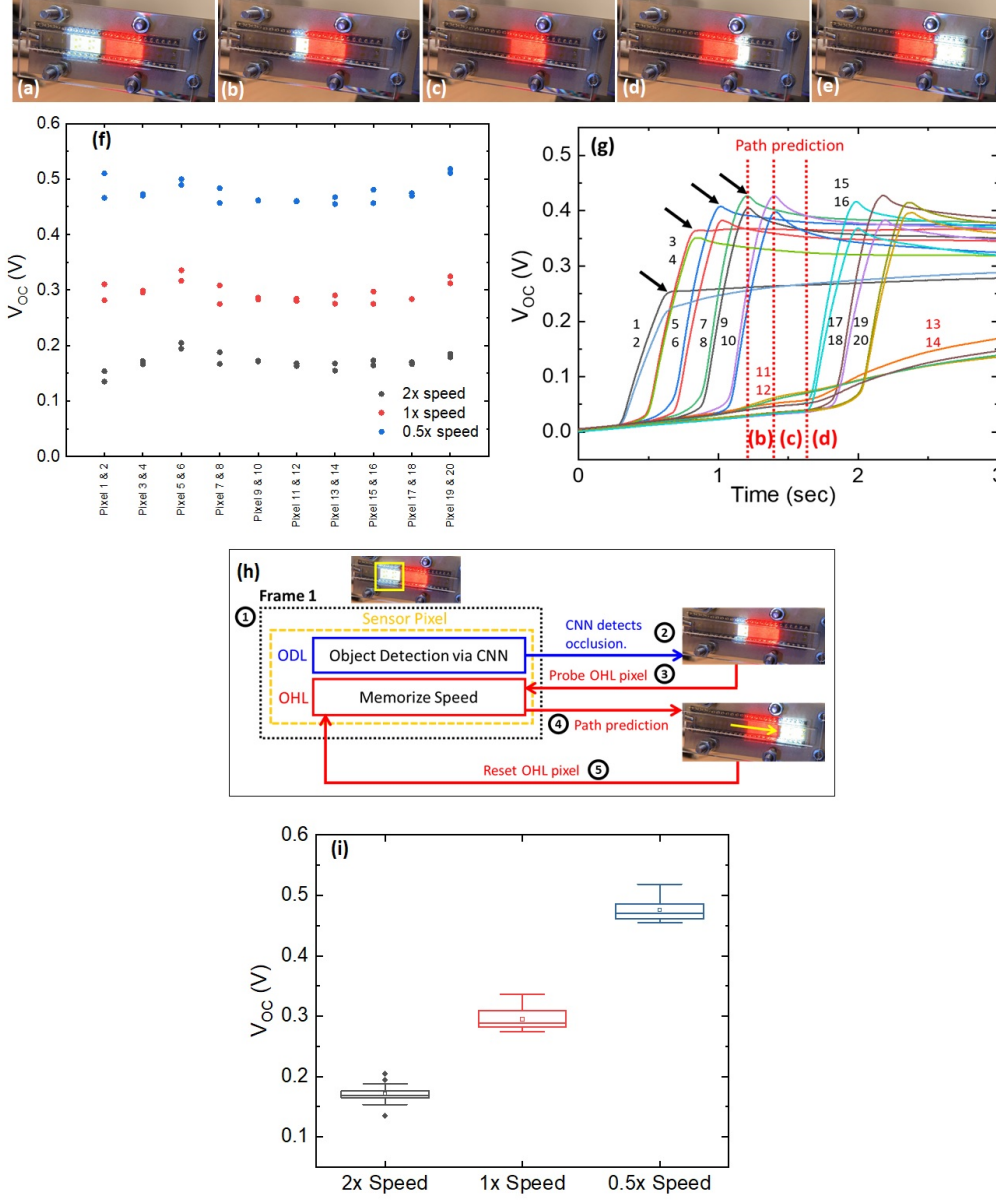 (a)
(b)
(c)
(d)
(e)
(f)
0.6
0.5
0.4
0.3
0.2
0.1
0.0
V_OC (V)
2x speed
1x speed
0.5x speed
Pixel 1 & 2
Pixel 3 & 4
Pixel 5 & 6
Pixel 7 & 8
Pixel 9 & 10
Pixel 11 & 12
Pixel 13 & 14
Pixel 15 & 16
Pixel 17 & 18
Pixel 19 & 20
(g)
Path prediction
0.5
0.4
0.3
0.2
0.1
0.0
V_OC (V)
1
2
3
4
5
6
7
8
9
10
11
12
15
16
17
18
19
20
13
14
(b)
(c)
(d)
0
1
2
3
Time (sec)
(h)
Frame 1
1
Sensor Pixel
ODL
Object Detection via CNN
OHL
Memorize Speed
CNN detects
occlusion.
2
Probe OHL pixel
3
4
Path prediction
Reset OHL pixel
5
(i)
0.6
0.5
0.4
0.3
0.2
0.1
V_OC (V)
2x Speed
1x Speed
0.5x Speed